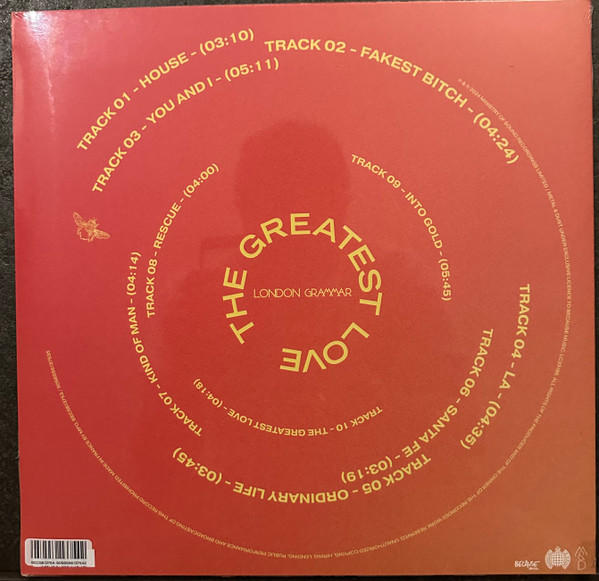 TRACK 01 - HOUSE - (03:10)
TRACK 02 - FAKEST BITCH - (04:24)
TRACK 03 - YOU AND I - (05:11)
TRACK 04 - LA - (04:35)
TRACK 05 - ORDINARY LIFE - (03:45)
TRACK 06 - SANTA FE - (03:19)
TRACK 07 - KIND OF MAN - (04:14)
TRACK 08 - RESCUE - (04:00)
TRACK 09 - INTO GOLD - (05:45)
TRACK 10 - THE GREATEST LOVE - (04:18)
THE GREATEST LOVE
LONDON GRAMMAR
BECAUSE